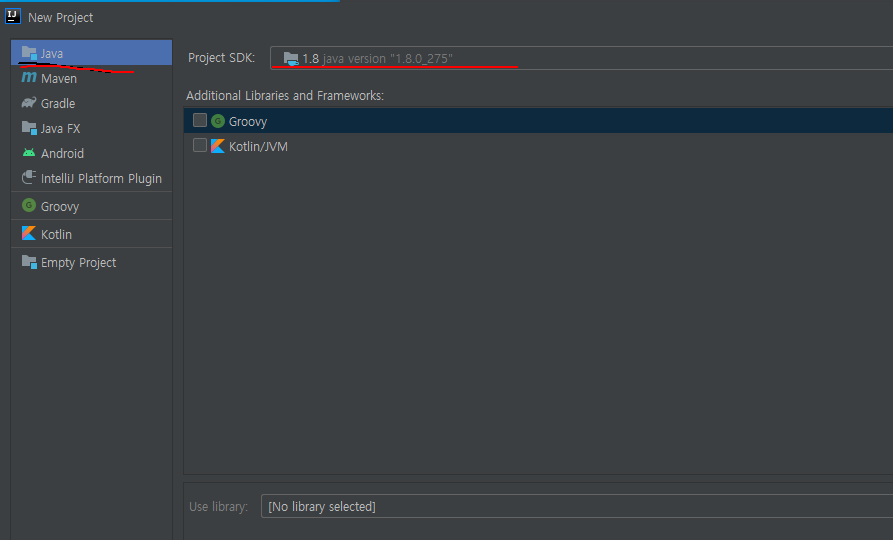 New Project
Java
Maven
Gradle
Java FX
Android
IntelliJ Platform Plugin
Groovy
Kotlin
Empty Project
Project SDK: 1.8 java version "1.8.0_275"
Additional Libraries and Frameworks:
Groovy
Kotlin/JVM
Use library: [No library selected]